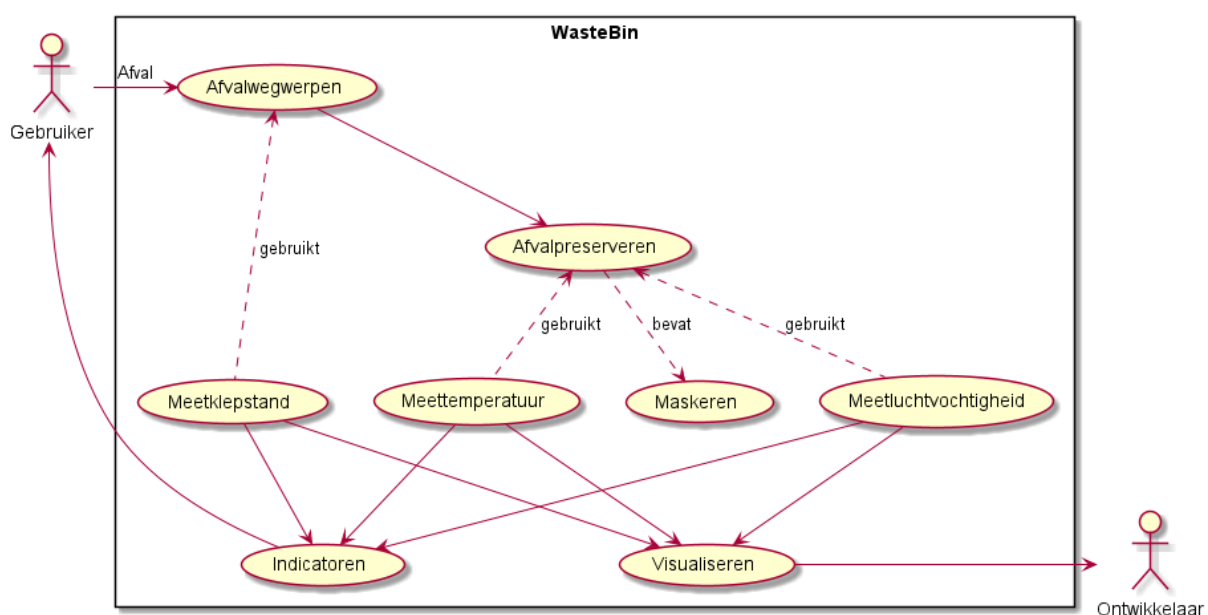 WasteBin
Afval
Afvalwegwerpen
Gebruiker
Afvalpreserveren
gebruikt
gebruikt
bevat
gebruikt
Meetklepstand
Meettemperatuur
Maskeren
Meetluchtvochtigheid
Indicatoren
Visualiseren
Ontwikkelaar